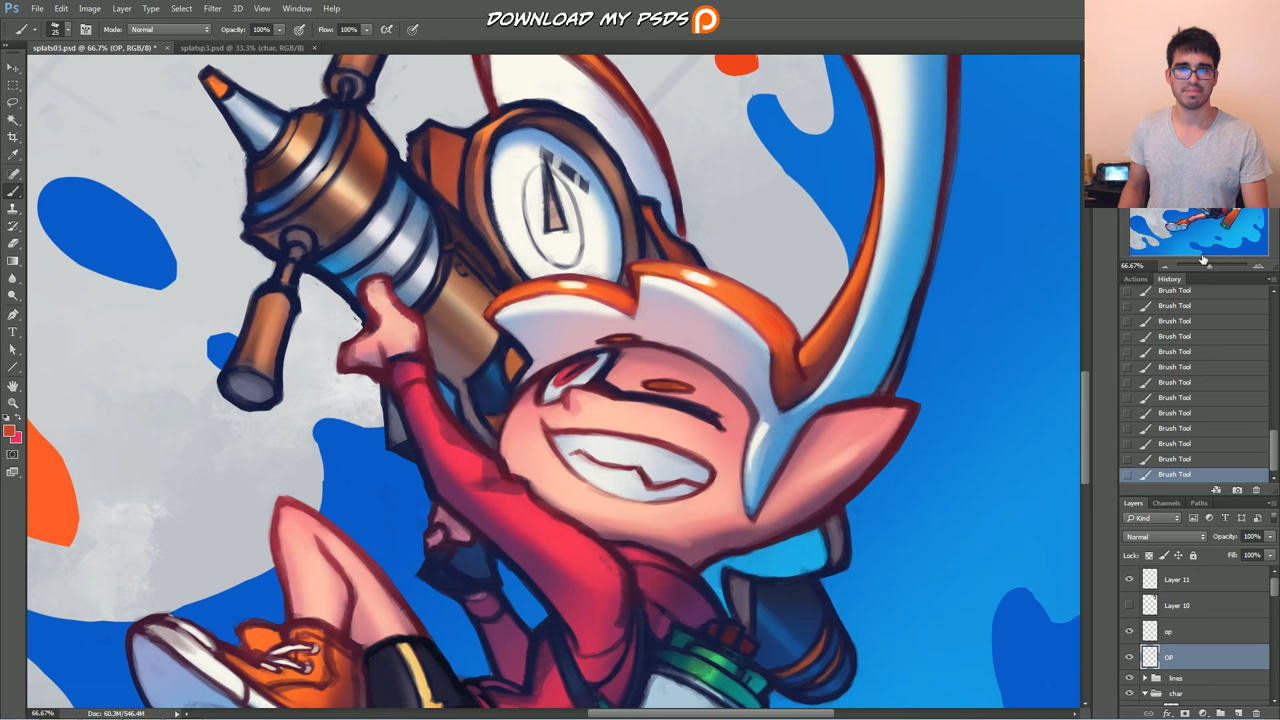 Ps File Edit Image Layer Type Select Filter 3D View Window Help
DOWNLOAD MY PSDS
25 Mode: Normal Opacity: 100% Flow: 100%
splats03.psd @ 66.7% (OP, RGB/8) * × splatsp3.psd @ 33.3% (char, RGB/8) ×
66.67%
Actions History
Brush Tool
Brush Tool
Brush Tool
Brush Tool
Brush Tool
Brush Tool
Brush Tool
Brush Tool
Brush Tool
Brush Tool
Brush Tool
Brush Tool
Brush Tool
Layers Channels Paths
Kind
Normal Opacity: 100%
Lock: Fill: 100%
Layer 11
Layer 10
op
OP
lines
char
66.67% Doc: 60.3M/546.4M